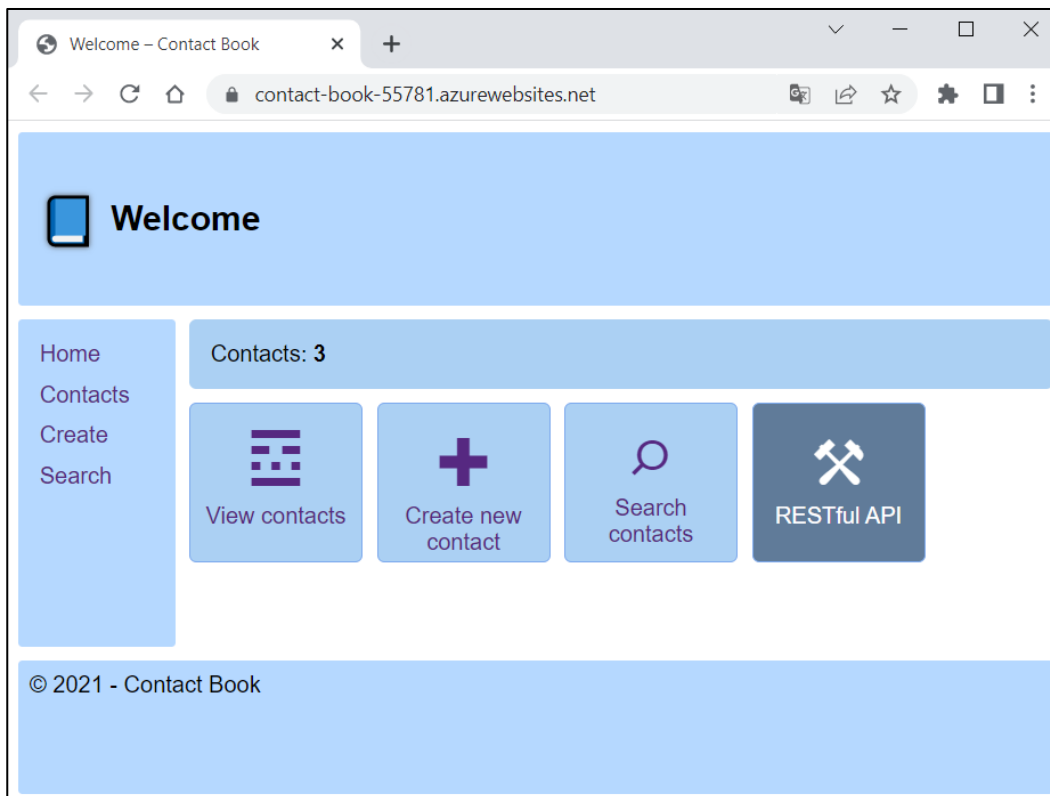 Welcome – Contact Book
contact-book-55781.azurewebsites.net
Welcome
Home
Contacts
Create
Search
Contacts: 3
View contacts
Create new
contact
Search
contacts
RESTful API
© 2021 - Contact Book